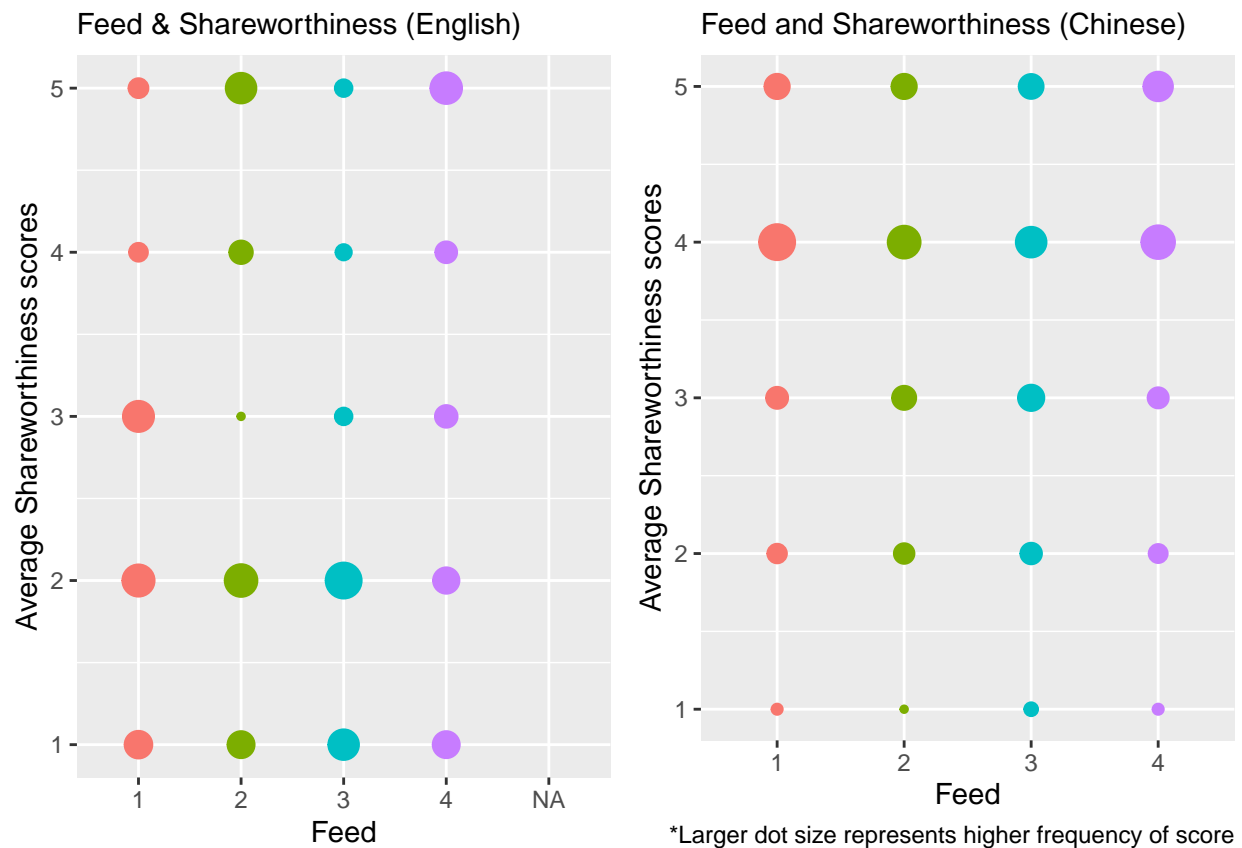 Feed & Shareworthiness (English)
Average Shareworthiness scores
5
4
3
2
1
1 2 3 4 NA
Feed
Feed and Shareworthiness (Chinese)
Average Shareworthiness scores
5
4
3
2
1
1 2 3 4
Feed
*Larger dot size represents higher frequency of score